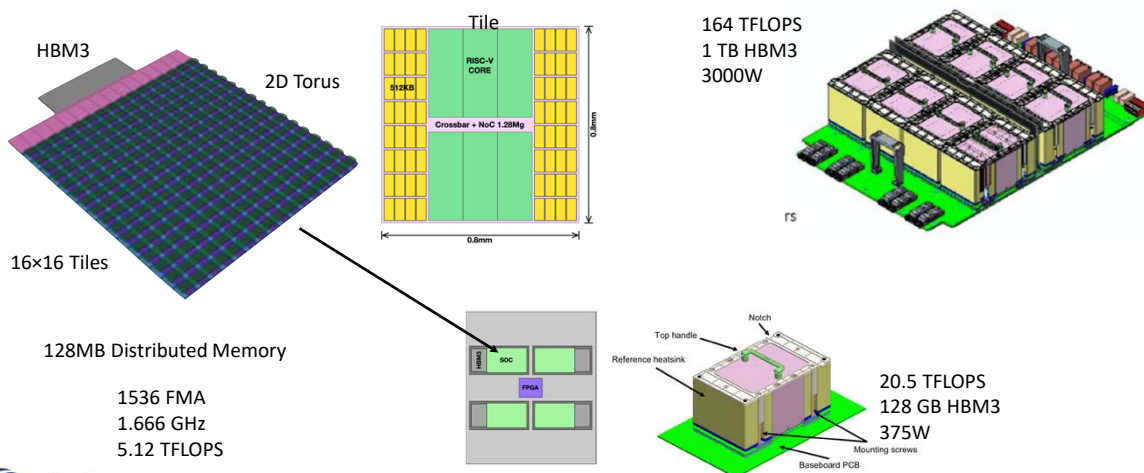 HBM3
2D Torus
16×16 Tiles
128MB Distributed Memory
1536 FMA
1.666 GHz
5.12 TFLOPS
Tile
RISC-V
CORE
512KB
Crossbar + NoC 1.28Mg
0.8mm
0.8mm
HBM3
SOC
FPGA
164 TFLOPS
1 TB HBM3
3000W
rs
Notch
Top handle
Reference heatsink
20.5 TFLOPS
128 GB HBM3
375W
Mounting screws
Baseboard PCB